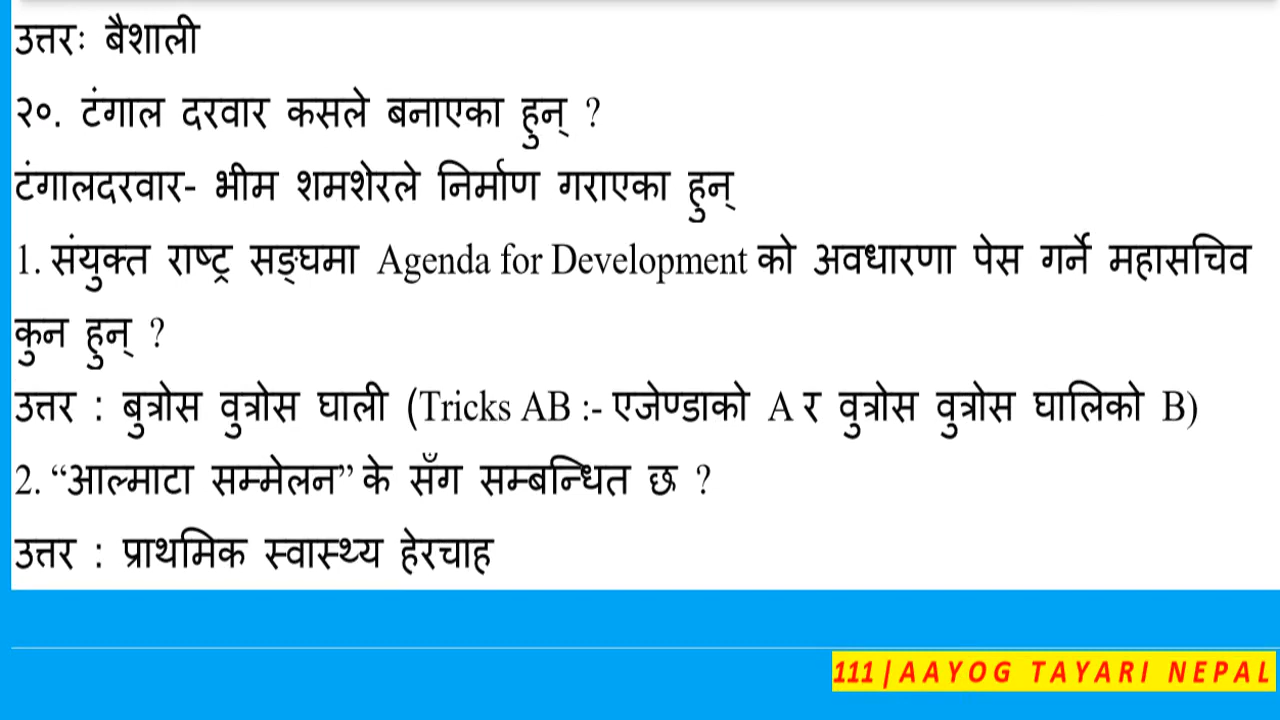 उत्तरः बैशाली
२०. टंगाल दरवार कसले बनाएका हुन् ?
टंगालदरवार- भीम शमशेरले निर्माण गराएका हुन्
1. संयुक्त राष्ट्र सङ्घमा Agenda for Development को अवधारणा पेस गर्ने महासचिव
कुन हुन् ?
उत्तर : बुत्रोस वुत्रोस घाली (Tricks AB :- एजेण्डाको A र वुत्रोस वुत्रोस घालिको B)
2. “आल्माटा सम्मेलन” के सँग सम्बन्धित छ ?
उत्तर : प्राथमिक स्वास्थ्य हेरचाह
111 | AAYOG TAYARI NEPAL